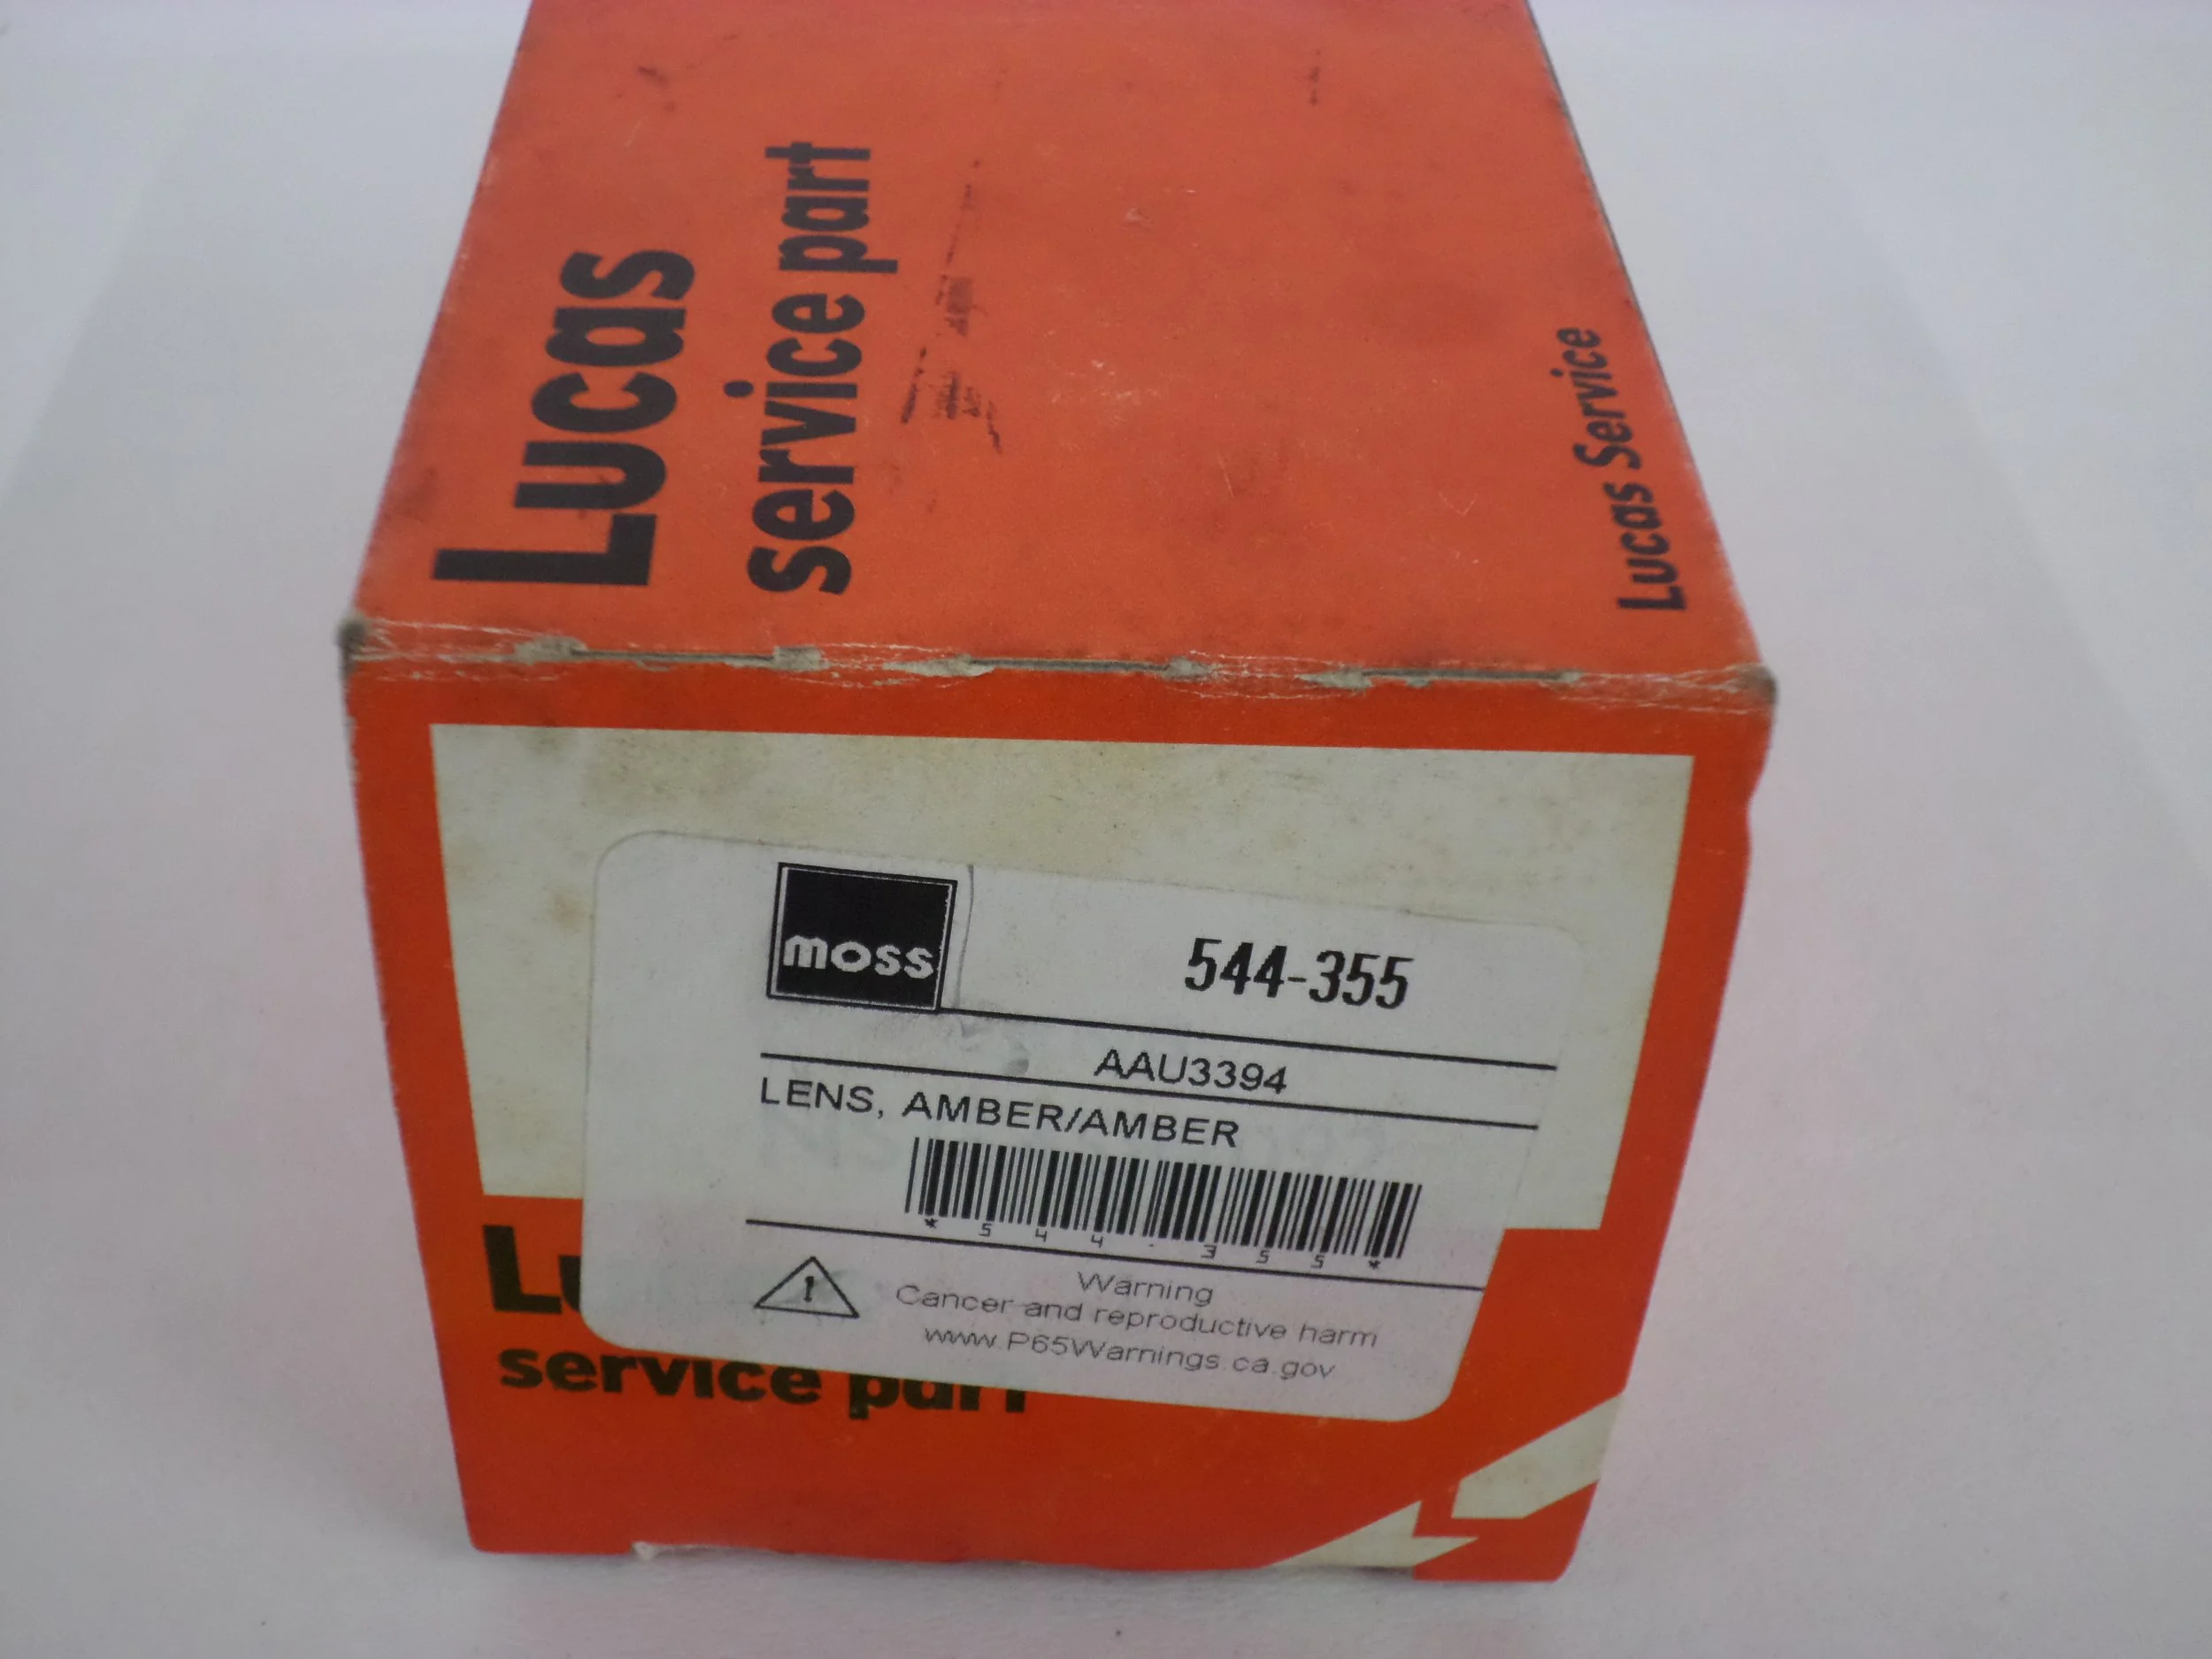 Lucas
service part
Lucas Service
moss
544-355
AAU3394
LENS, AMBER/AMBER
*544-355*
Warning
Cancer and reproductive harm
www.P65Warnings.ca.gov
service part